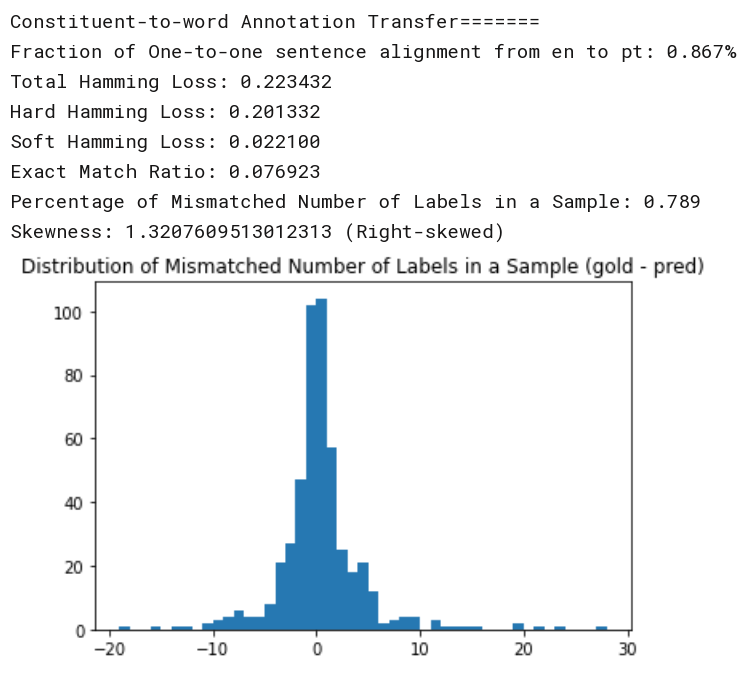 Constituent-to-word Annotation Transfer=======
Fraction of One-to-one sentence alignment from en to pt: 0.867%
Total Hamming Loss: 0.223432
Hard Hamming Loss: 0.201332
Soft Hamming Loss: 0.022100
Exact Match Ratio: 0.076923
Percentage of Mismatched Number of Labels in a Sample: 0.789
Skewness: 1.3207609513012313 (Right-skewed)
Distribution of Mismatched Number of Labels in a Sample (gold - pred)
100
80
60
40
20
0
−20 −10 0 10 20 30